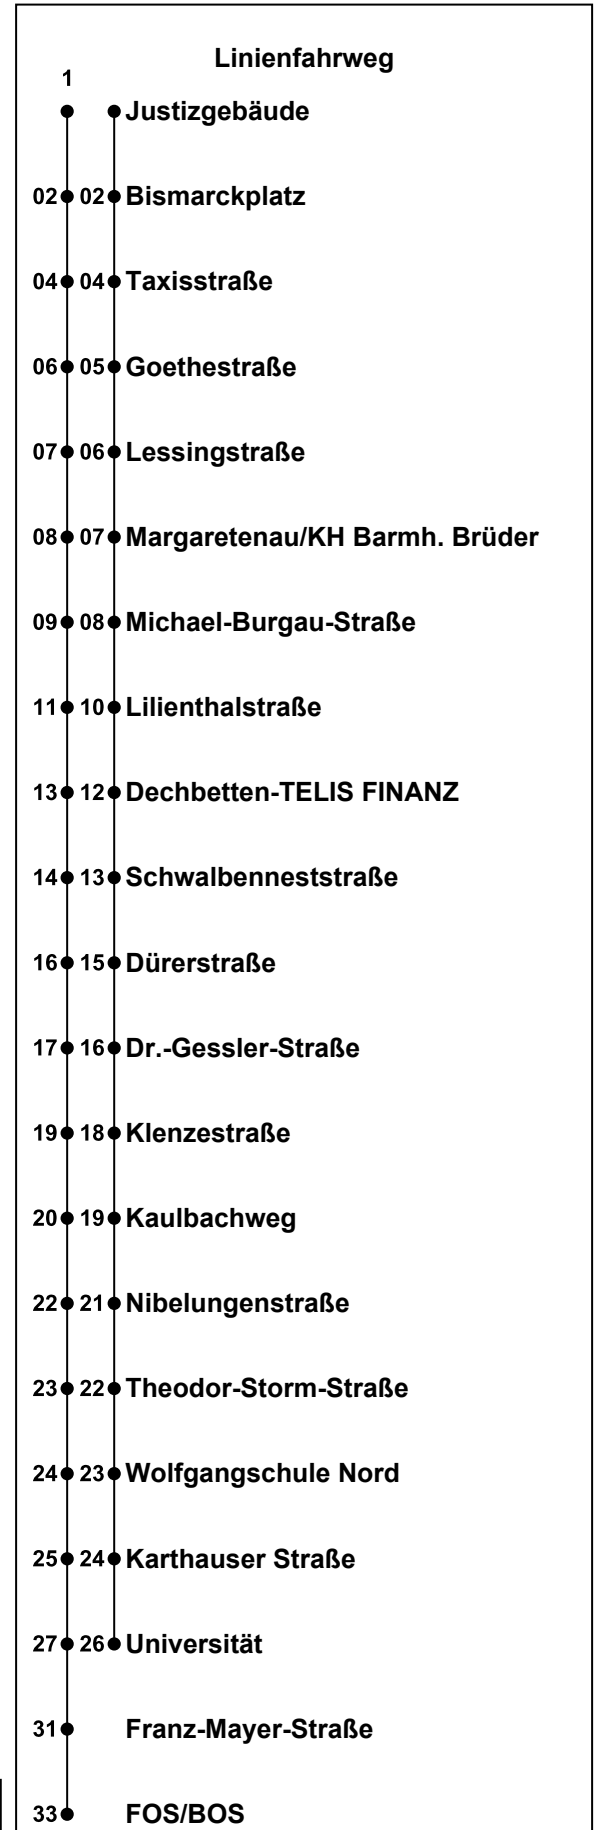 Linienfahrweg
1
Justizgebäude
02 02 Bismarckplatz
04 04 Taxisstraße
06 05 Goethestraße
07 06 Lessingstraße
08 07 Margaretenau/KH Barmh. Brüder
09 08 Michael-Burgau-Straße
11 10 Lilienthalstraße
13 12 Dechbetten-TELIS FINANZ
14 13 Schwalbenneststraße
16 15 Dürerstraße
17 16 Dr.-Gessler-Straße
19 18 Klenzestraße
20 19 Kaulbachweg
22 21 Nibelungenstraße
23 22 Theodor-Storm-Straße
24 23 Wolfgangschule Nord
25 24 Karthauser Straße
27 26 Universität
31 Franz-Mayer-Straße
33 FOS/BOS